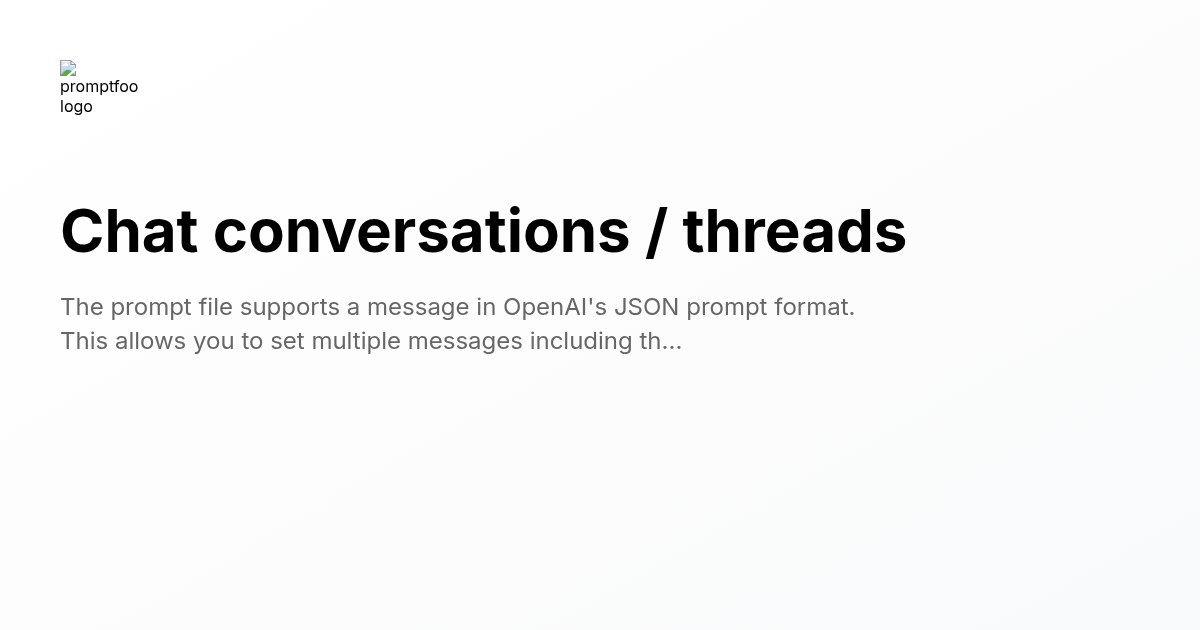 promptfoo
logo
Chat conversations / threads
The prompt file supports a message in OpenAI's JSON prompt format.
This allows you to set multiple messages including th...